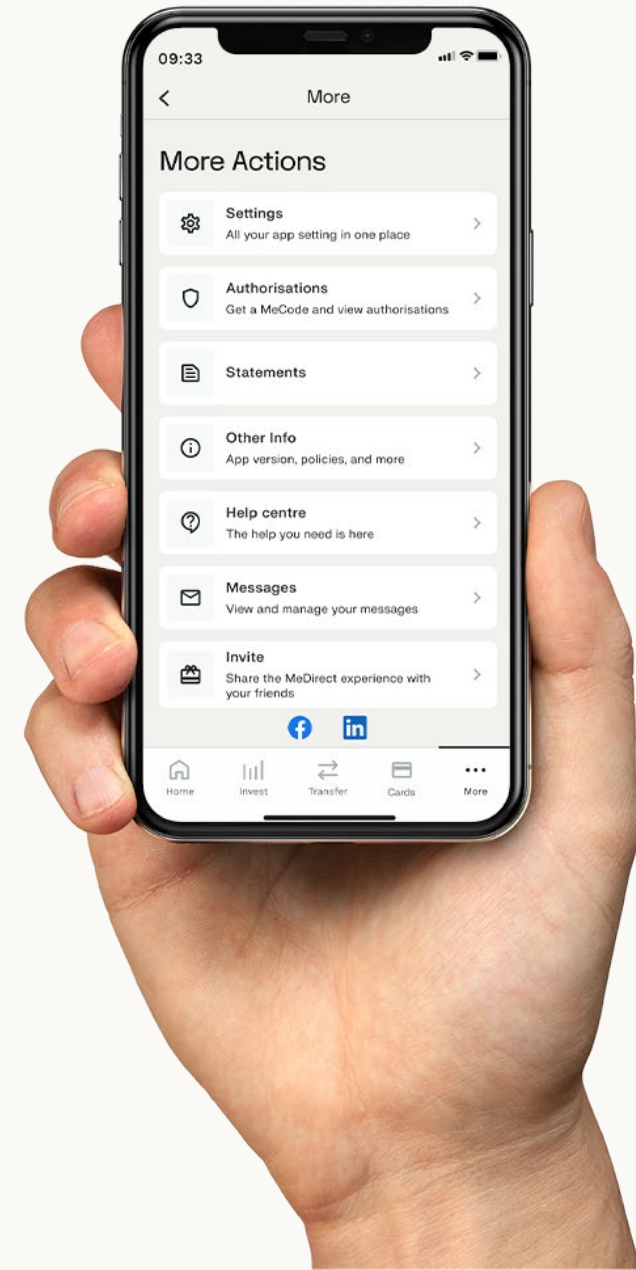 09:33
More
More Actions
Settings
All your app setting in one place
Authorisations
Get a MeCode and view authorisations
Statements
Other Info
App version, policies, and more
Help centre
The help you need is here
Messages
View and manage your messages
Invite
Share the MeDirect experience with
your friends
in
Home Invest Transfer Cards More